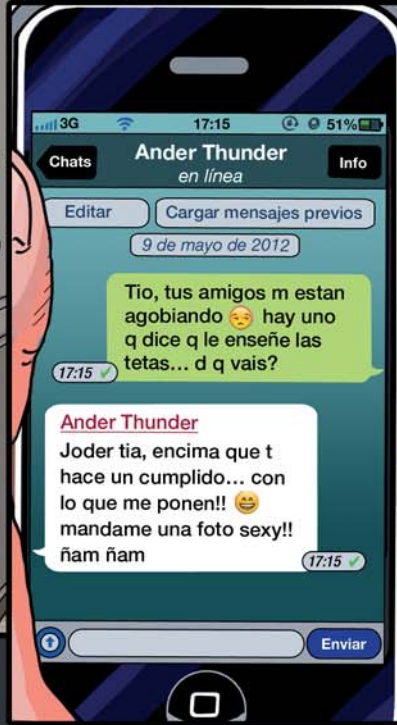 3G 17:15 51%
Chats Ander Thunder Info
en línea
Editar Cargar mensajes previos
9 de mayo de 2012
Tio, tus amigos m estan
agobiando 😒 hay uno
q dice q le enseñe las
tetas... d q vais?
17:15 ✓
Ander Thunder
Joder tia, encima que t
hace un cumplido... con
lo que me ponen!! 😄
mandame una foto sexy!!
ñam ñam
17:15 ✓
Enviar